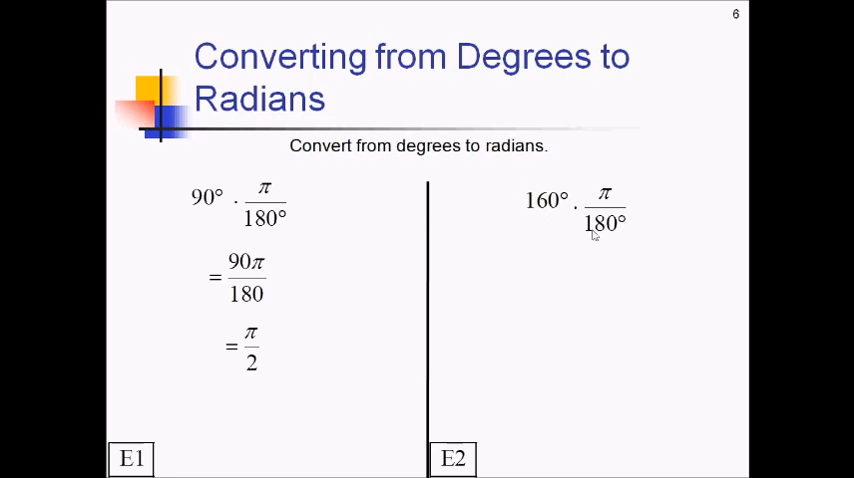 6
Converting from Degrees to
Radians
Convert from degrees to radians.
90° · π/180°
= 90π/180
= π/2
E1
160° · π/180°
E2